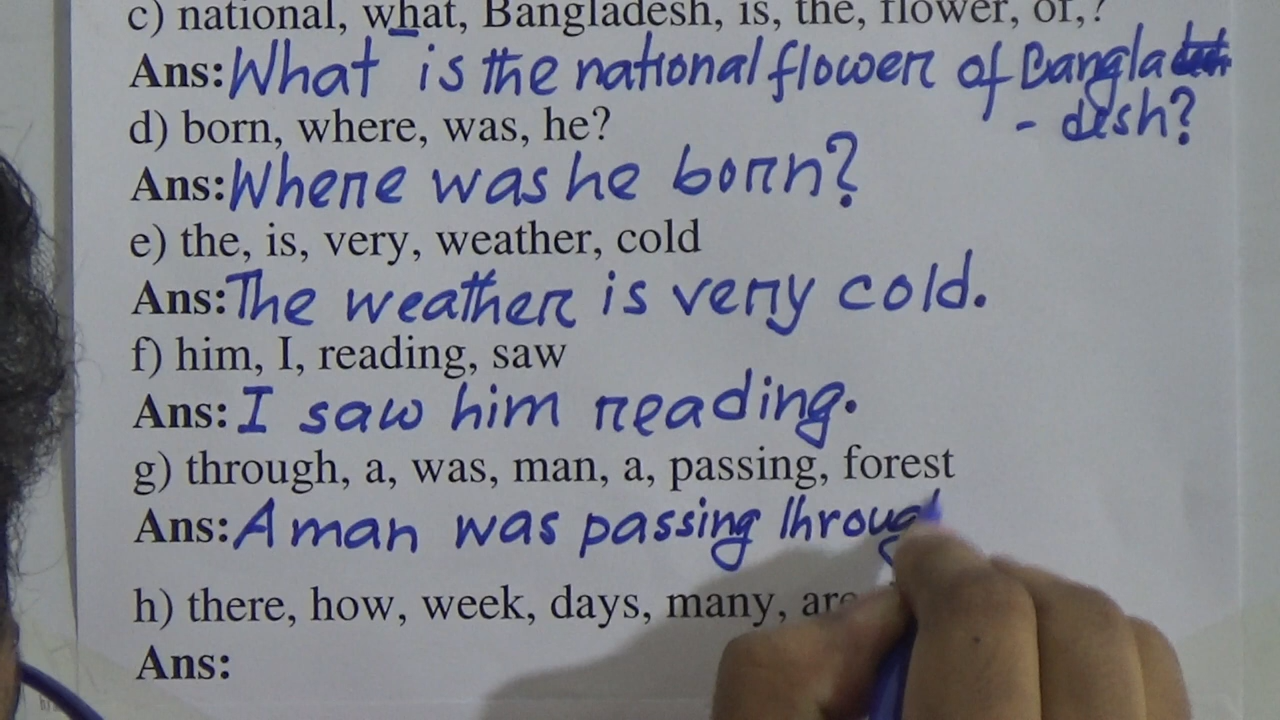 c) national, what, Bangladesh, is, the, flower, of,?
Ans: What is the national flower of Bangla
- desh?
d) born, where, was, he?
Ans: Where was he born?
e) the, is, very, weather, cold
Ans: The weather is very cold.
f) him, I, reading, saw
Ans: I saw him reading.
g) through, a, was, man, a, passing, forest
Ans: A man was passing through
h) there, how, week, days, many, are
Ans: